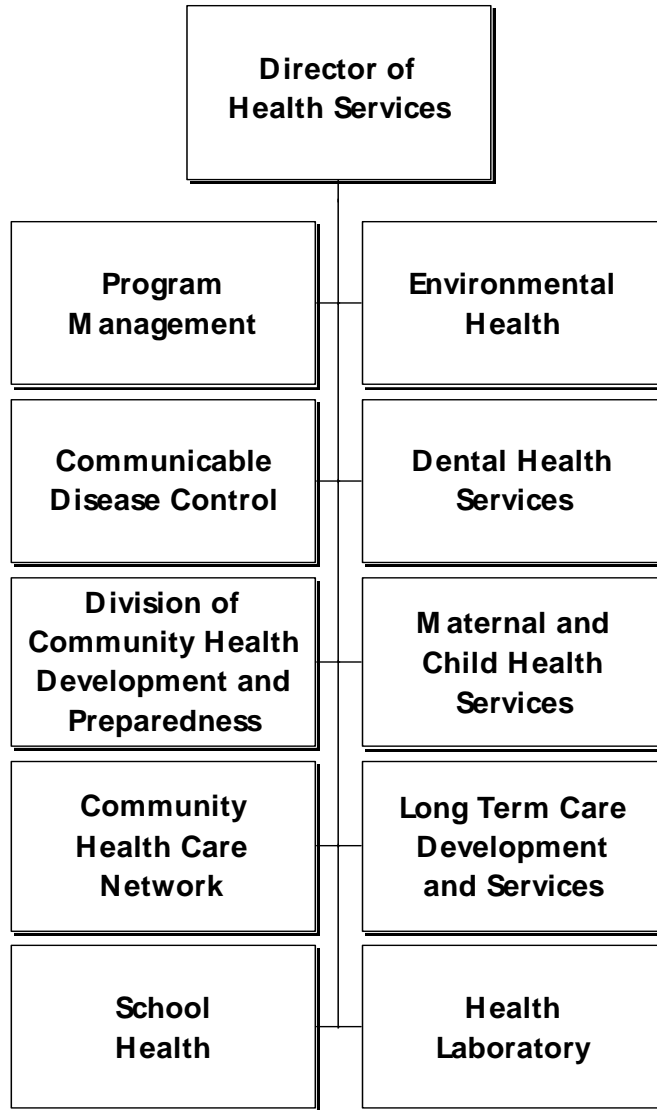 Director of
Health Services
Program
Management
Environmental
Health
Communicable
Disease Control
Dental Health
Services
Division of
Community Health
Development and
Preparedness
Maternal and
Child Health
Services
Community
Health Care
Network
Long Term Care
Development
and Services
School
Health
Health
Laboratory